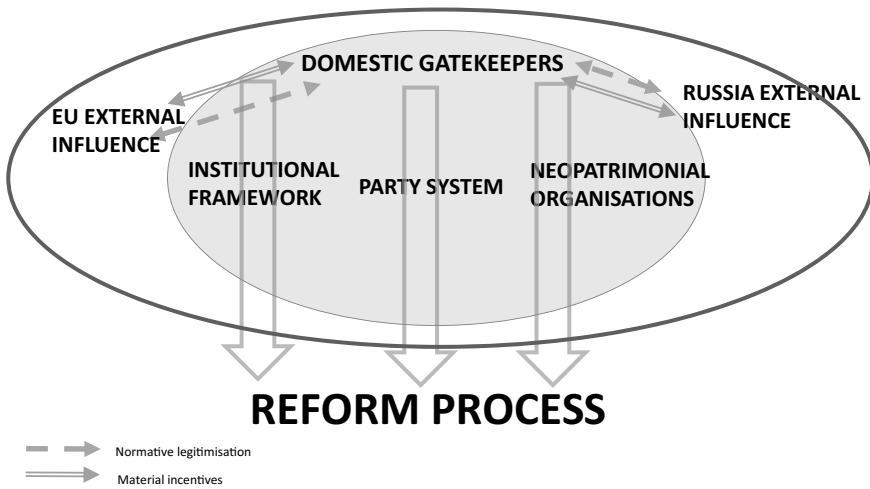 DOMESTIC GATEKEEPERS
EU EXTERNAL
INFLUENCE
RUSSIA EXTERNAL
INFLUENCE
INSTITUTIONAL
FRAMEWORK
PARTY SYSTEM
NEOPATRIMONIAL
ORGANISATIONS
REFORM PROCESS
Normative legitimisation
Material incentives